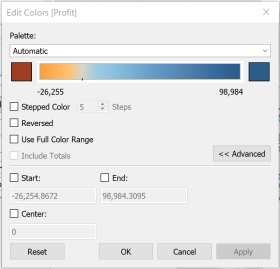 Edit Colors [Profit]
Palette:
Automatic
-26,255 98,984
Stepped Color 5 Steps
Reversed
Use Full Color Range
Include Totals
<< Advanced
Start: End:
-26,254.8672 98,984.3095
Center:
0
Reset OK Cancel Apply